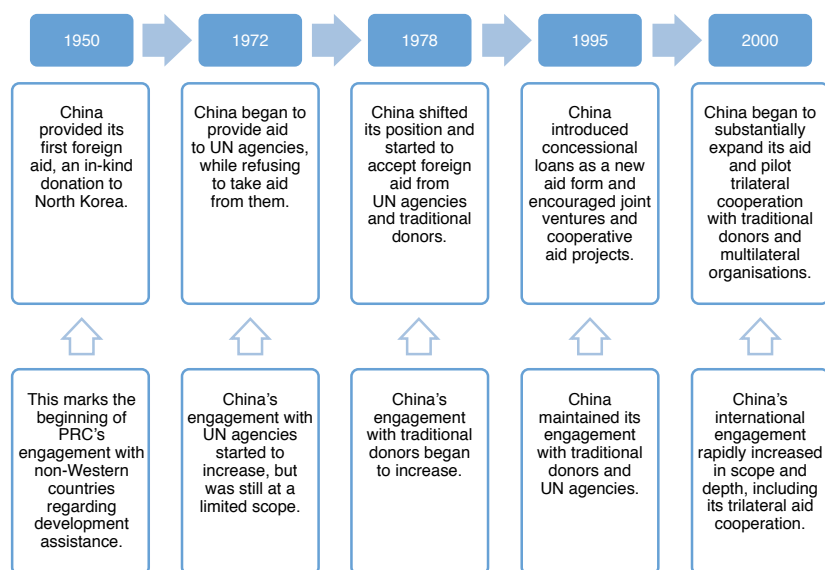 1950
1972
1978
1995
2000
China
provided its
first foreign
aid, an in-kind
donation to
North Korea.
China began to
provide aid
to UN agencies,
while refusing
to take aid
from them.
China shifted
its position and
started to
accept foreign
aid from
UN agencies
and traditional
donors.
China
introduced
concessional
loans as a new
aid form and
encouraged joint
ventures and
cooperative
aid projects.
China began to
substantially
expand its aid
and pilot
trilateral
cooperation
with traditional
donors and
multilateral
organisations.
This marks the
beginning of
PRC’s
engagement with
non-Western
countries
regarding
development
assistance.
China’s
engagement with
UN agencies
started to
increase, but
was still at a
limited scope.
China’s
engagement
with traditional
donors began
to increase.
China
maintained its
engagement
with traditional
donors and
UN agencies.
China’s
international
engagement
rapidly increased
in scope and
depth, including
its trilateral aid
cooperation.